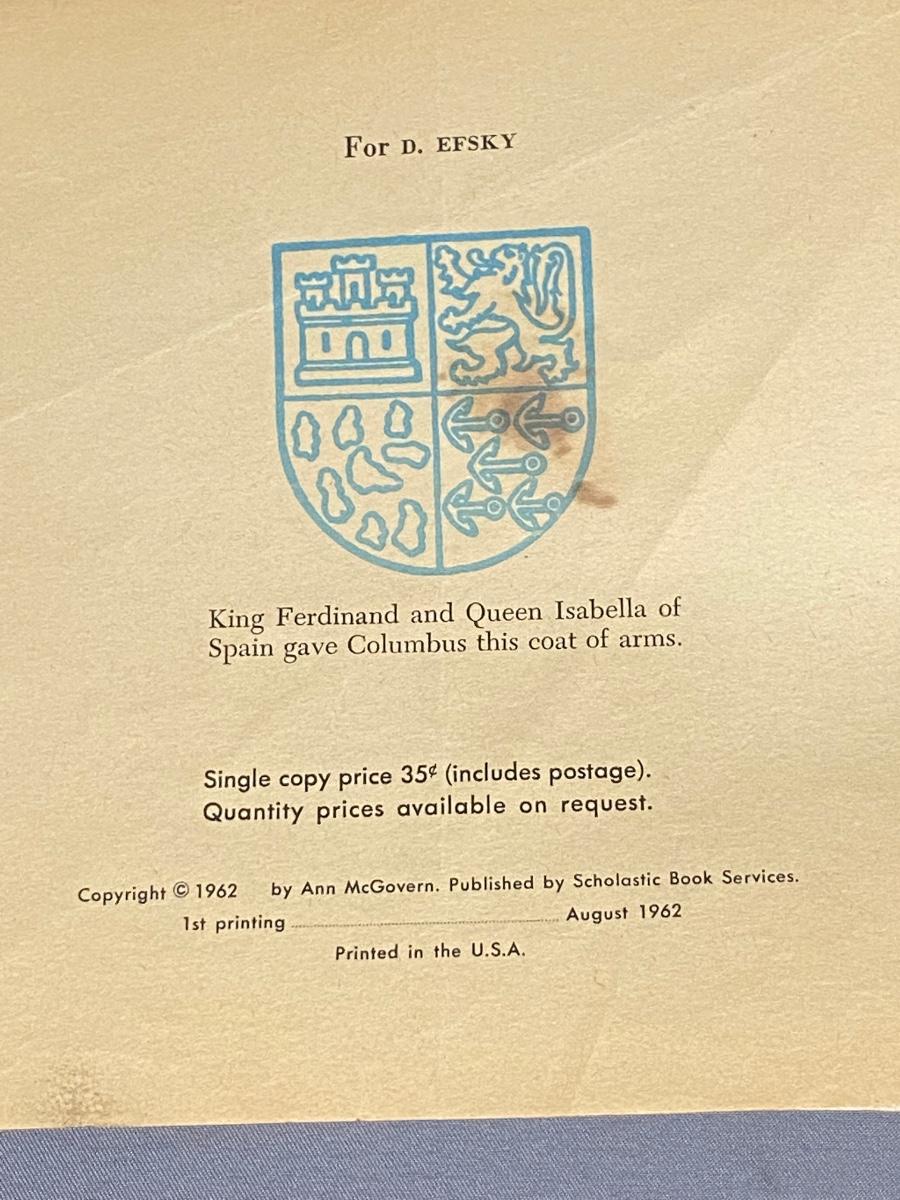 For D. EFSKY
King Ferdinand and Queen Isabella of
Spain gave Columbus this coat of arms.
Single copy price 35¢ (includes postage).
Quantity prices available on request.
Copyright © 1962 by Ann McGovern. Published by Scholastic Book Services.
1st printing ........................................ August 1962
Printed in the U.S.A.